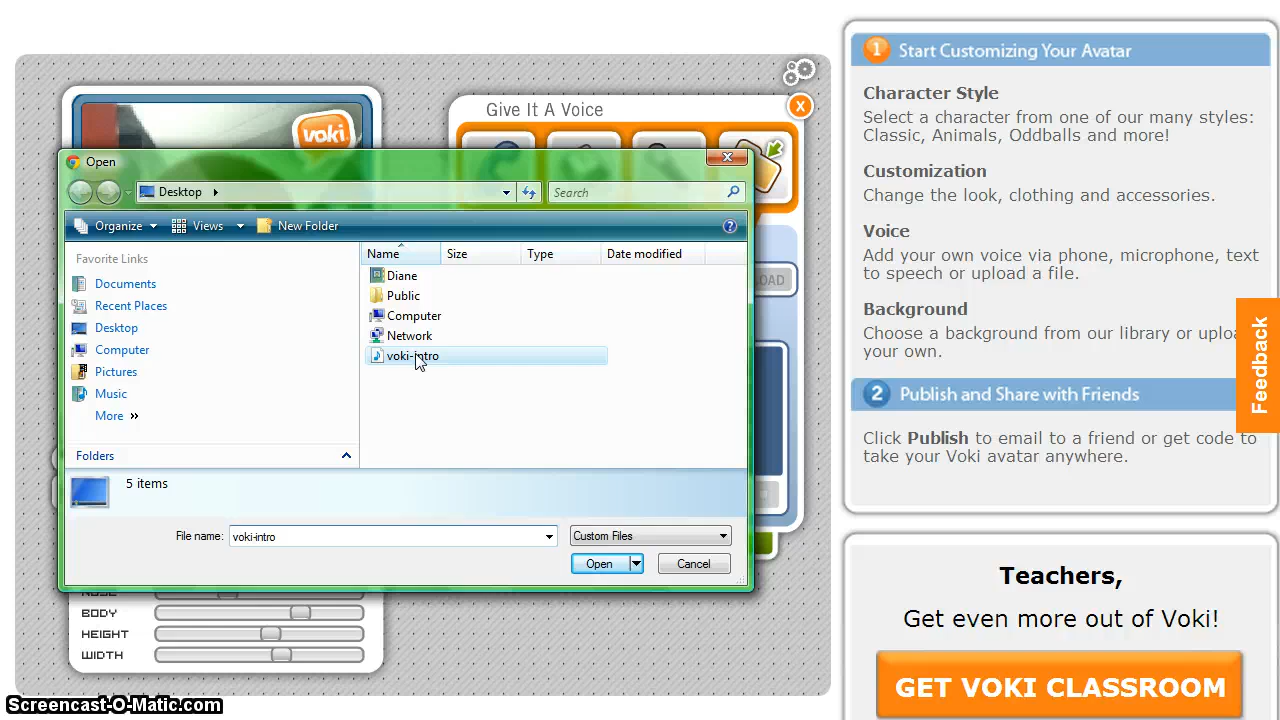 Give It A Voice
X
voki
Open
X
Desktop
Search
Organize
Views
New Folder
?
Favorite Links
Documents
Recent Places
Desktop
Computer
Pictures
Music
More »
Folders
Name
Size
Type
Date modified
Diane
Public
Computer
Network
voki-intro
5 items
File name:
voki-intro
Custom Files
Open
Cancel
BODY
HEIGHT
WIDTH
1 Start Customizing Your Avatar
Character Style
Select a character from one of our many styles:
Classic, Animals, Oddballs and more!
Customization
Change the look, clothing and accessories.
Voice
Add your own voice via phone, microphone, text
to speech or upload a file.
Background
Choose a background from our library or
your own.
2 Publish and Share with Friends
Click Publish to email to a friend or get code to
take your Voki avatar anywhere.
Feedback
Teachers,
Get even more out of Voki!
GET VOKI CLASSROOM
Screencast-O-Matic.com